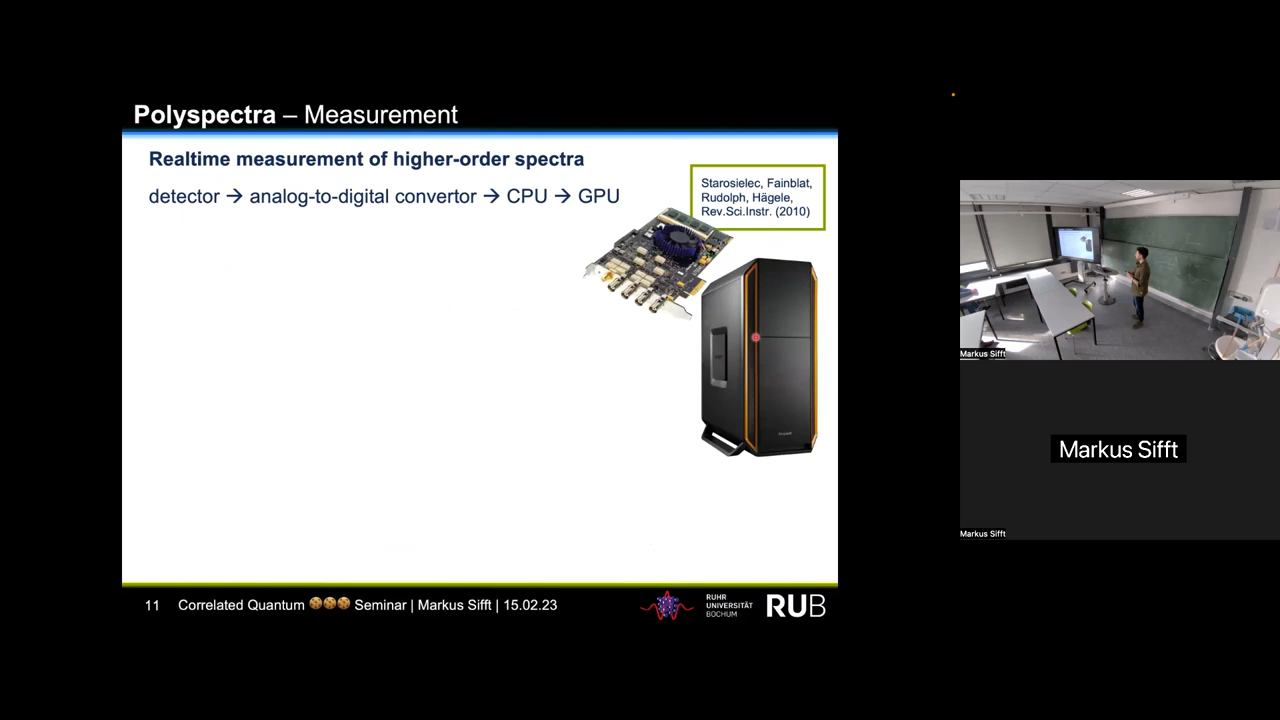 Polyspectra – Measurement
Realtime measurement of higher-order spectra
detector → analog-to-digital convertor → CPU → GPU
Starosielec, Fainblat,
Rudolph, Hägele,
Rev.Sci.Instr. (2010)
11 Correlated Quantum 🍪🍪🍪 Seminar | Markus Sifft | 15.02.23
RUHR
UNIVERSITÄT
BOCHUM
RUB
Markus Sifft
Markus Sifft
Markus Sifft